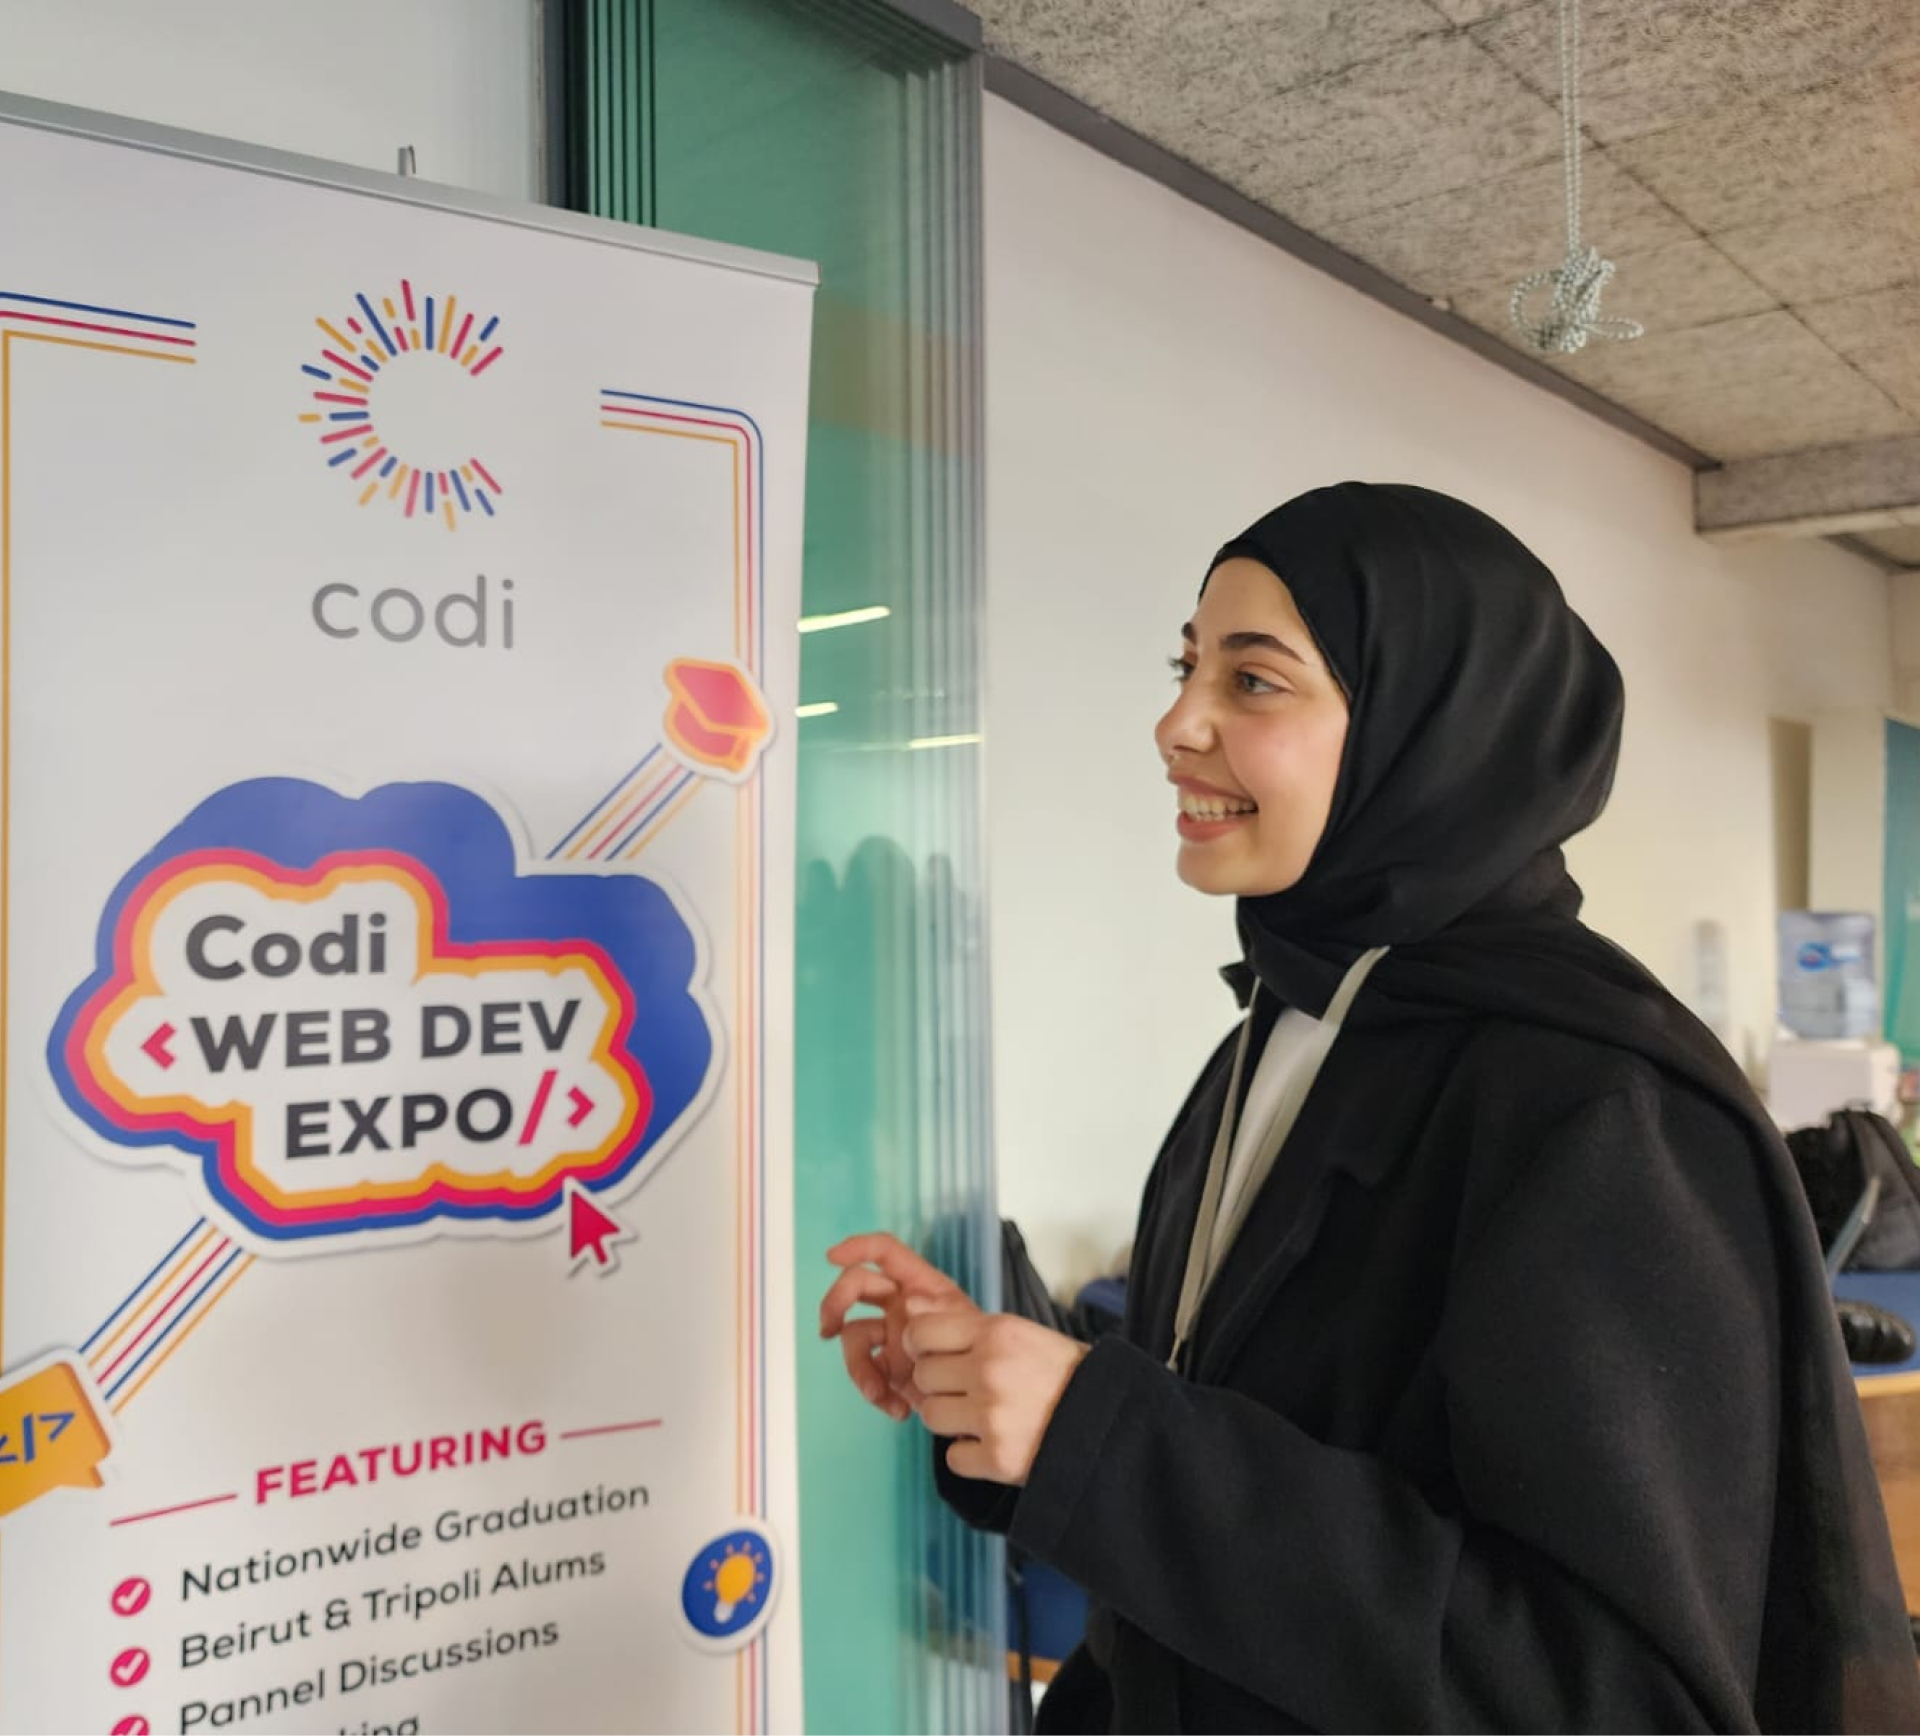 codi
Codi
<WEB DEV
EXPO/>
</>
FEATURING
Nationwide Graduation
Beirut & Tripoli Alums
Pannel Discussions